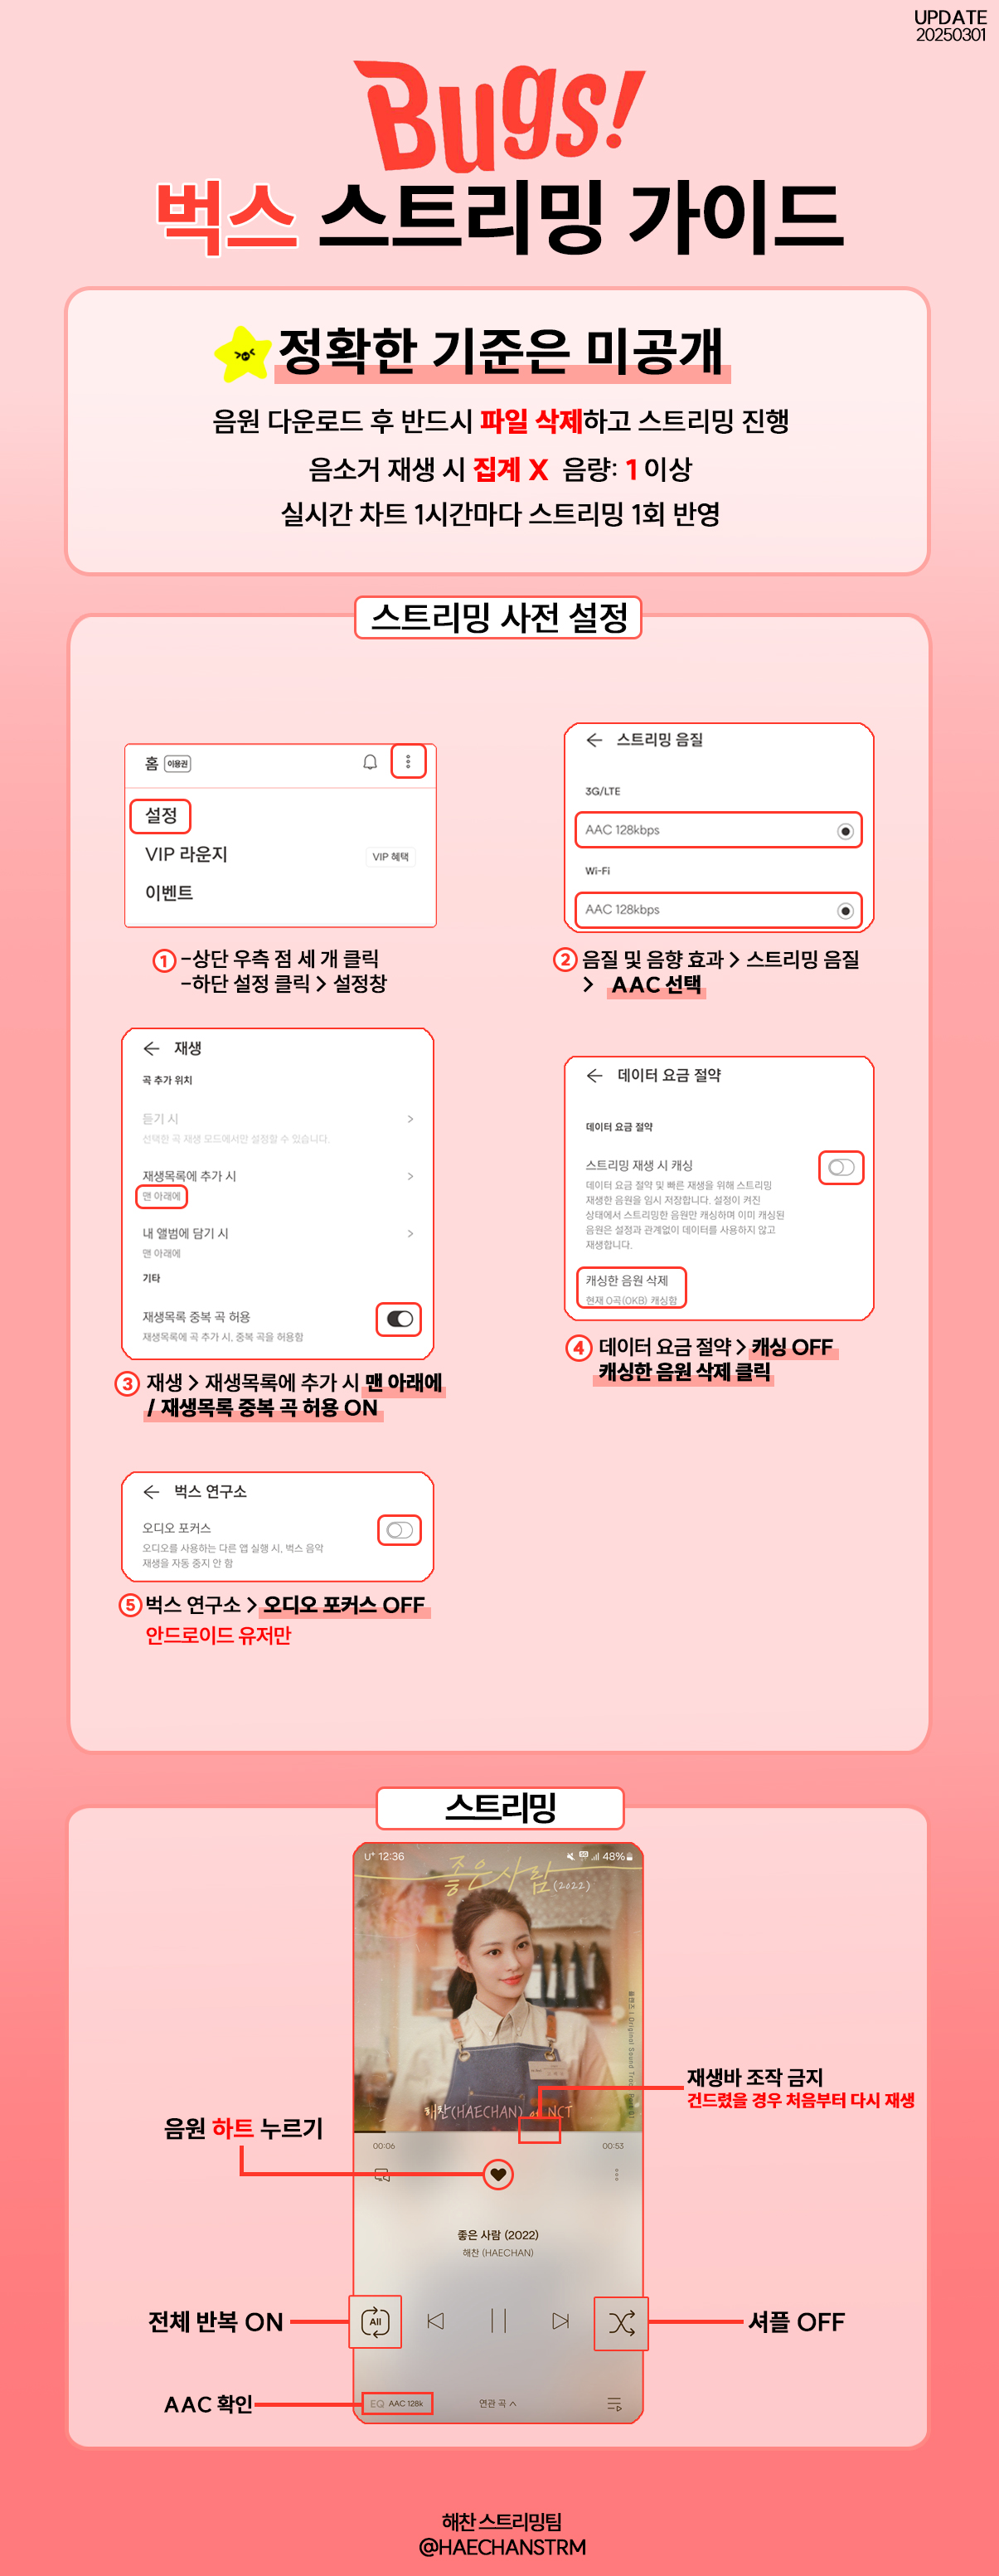 UPDATE
20250301
Bugs!
벅스 스트리밍 가이드
정확한 기준은 미공개
음원 다운로드 후 반드시 파일 삭제하고 스트리밍 진행
음소거 재생 시 집계 X 음량: 1 이상
실시간 차트 1시간마다 스트리밍 1회 반영
스트리밍 사전 설정
홈 이용권
설정
VIP 라운지
VIP 혜택
이벤트
① -상단 우측 점 세 개 클릭
-하단 설정 클릭 > 설정창
스트리밍 음질
3G/LTE
AAC 128kbps
Wi-Fi
AAC 128kbps
② 음질 및 음향 효과 > 스트리밍 음질
> AAC 선택
재생
곡 추가 위치
듣기 시
선택한 곡 재생 모드에서만 설정할 수 있습니다.
재생목록에 추가 시
맨 아래에
내 앨범에 담기 시
맨 아래에
기타
재생목록 중복 곡 허용
재생목록에 곡 추가 시, 중복 곡을 허용함
③ 재생 > 재생목록에 추가 시 맨 아래에
/ 재생목록 중복 곡 허용 ON
데이터 요금 절약
데이터 요금 절약
스트리밍 재생 시 캐싱
데이터 요금 절약 및 빠른 재생을 위해 스트리밍
재생한 음원을 임시 저장합니다. 설정이 켜진
상태에서 스트리밍한 음원만 캐싱하며 이미 캐싱된
음원은 설정과 관계없이 데이터를 사용하지 않고
재생합니다.
캐싱한 음원 삭제
현재 0곡(0KB) 캐싱함
④ 데이터 요금 절약 > 캐싱 OFF
캐싱한 음원 삭제 클릭
벅스 연구소
오디오 포커스
오디오를 사용하는 다른 앱 실행 시, 벅스 음악
재생을 자동 중지 안 함
⑤ 벅스 연구소 > 오디오 포커스 OFF
안드로이드 유저만
스트리밍
U+ 12:36
48%
좋은 사람 (2022)
Original Sound
해찬(HAECHAN) of NCT
재생바 조작 금지
건드렸을 경우 처음부터 다시 재생
음원 하트 누르기
00:06
00:53
좋은 사람 (2022)
해찬 (HAECHAN)
전체 반복 ON
All
셔플 OFF
AAC 확인
EQ AAC 128k
연관 곡 ㅅ
해찬 스트리밍팀
@HAECHANSTRM